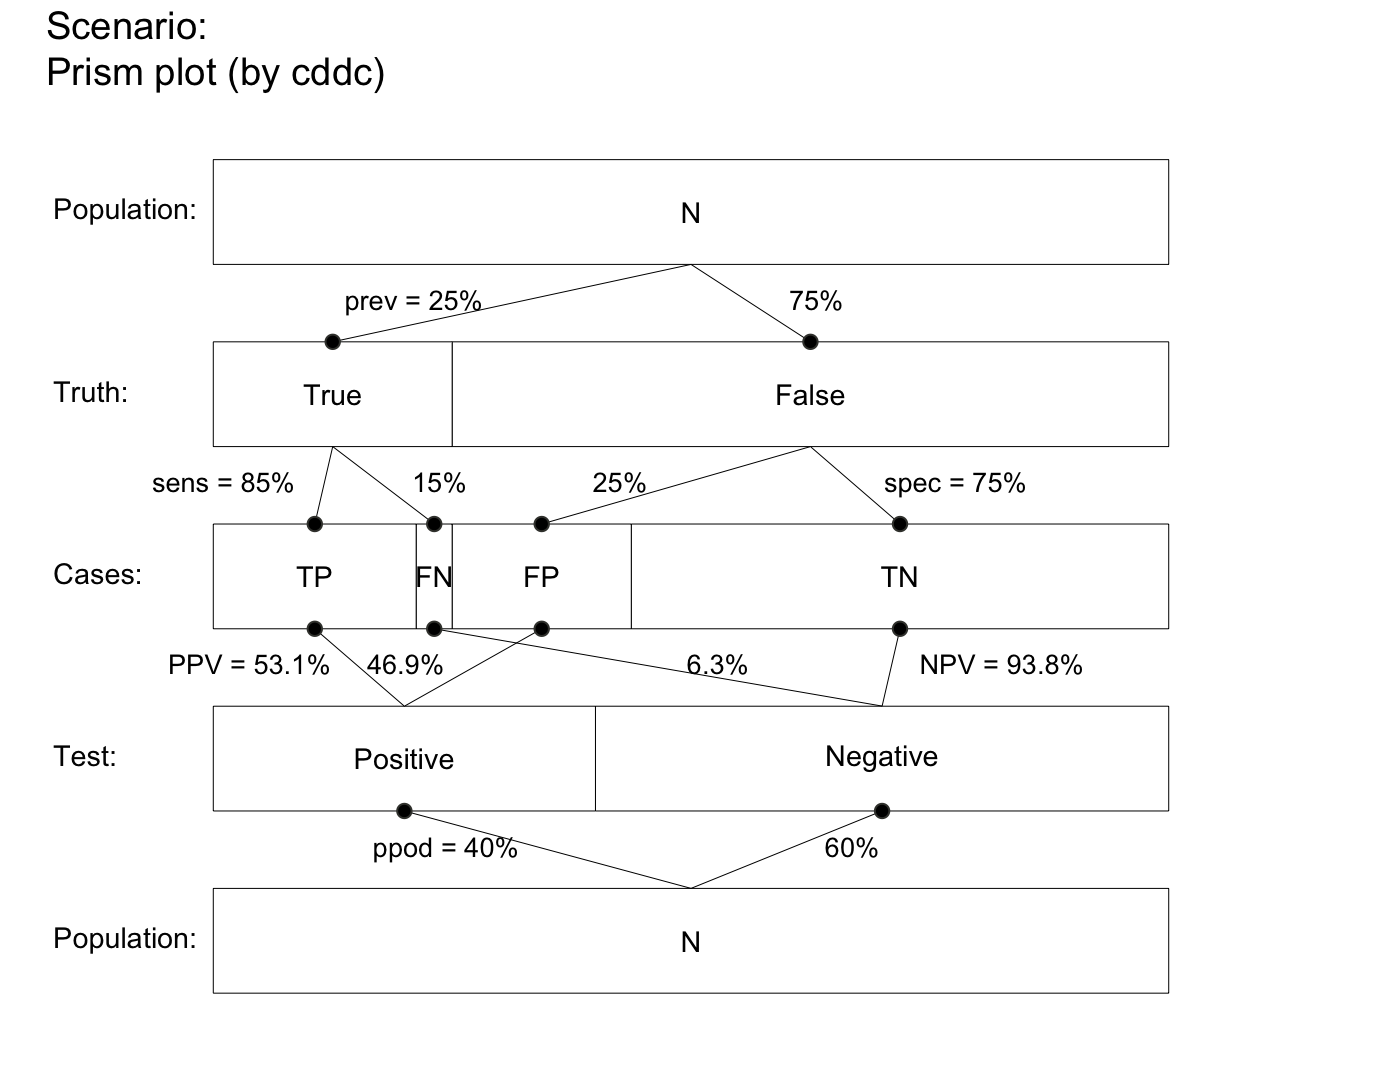 Scenario:
Prism plot (by cddc)
Population:
N
prev = 25%
75%
Truth:
True
False
sens = 85%
15%
25%
spec = 75%
Cases:
TP
FN
FP
TN
PPV = 53.1%
46.9%
6.3%
NPV = 93.8%
Test:
Positive
Negative
ppod = 40%
60%
Population:
N